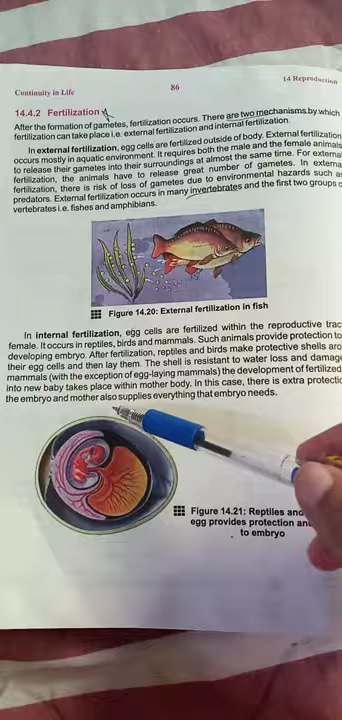 14 Reproduction
86
Continuity in Life
14.4.2 Fertilization
After the formation of gametes, fertilization occurs. There are two mechanisms by which
fertilization can take place i.e. external fertilization and internal fertilization.
In external fertilization, egg cells are fertilized outside of body. External fertilization
occurs mostly in aquatic environment. It requires both the male and the female animals
to release their gametes into their surroundings at almost the same time. For external
fertilization, the animals have to release great number of gametes. In external
fertilization, there is risk of loss of gametes due to environmental hazards such as
predators. External fertilization occurs in many invertebrates and the first two groups o
vertebrates i.e. fishes and amphibians.
Figure 14.20: External fertilization in fish
In internal fertilization, egg cells are fertilized within the reproductive trac
female. It occurs in reptiles, birds and mammals. Such animals provide protection to
developing embryo. After fertilization, reptiles and birds make protective shells aro
their egg cells and then lay them. The shell is resistant to water loss and damag
mammals (with the exception of egg-laying mammals) the development of fertilized
into new baby takes place within mother body. In this case, there is extra protecti
the embryo and mother also supplies everything that embryo needs.
Figure 14.21: Reptiles and
egg provides protection an
to embryo